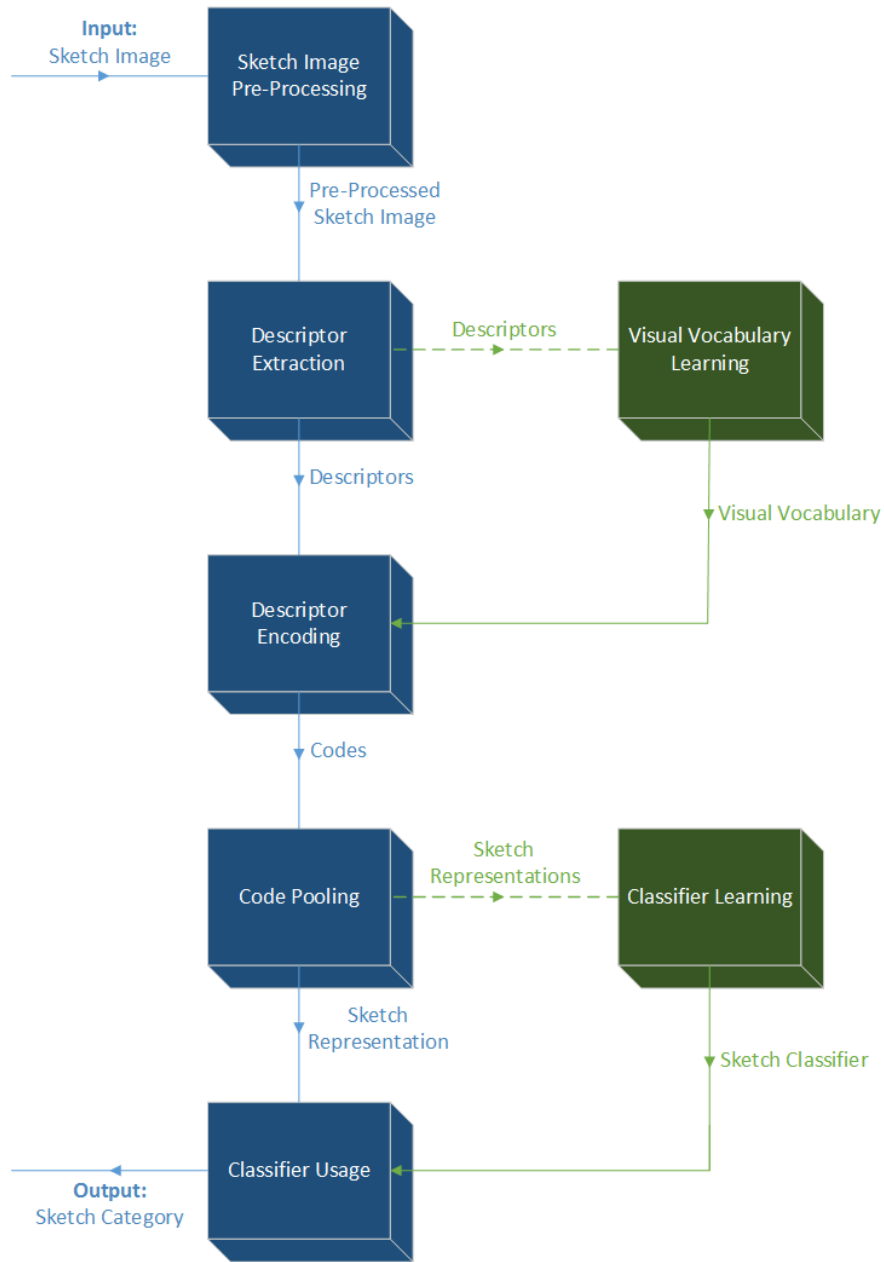 Input:
Sketch Image
Sketch Image
Pre-Processing
Pre-Processed
Sketch Image
Descriptor
Extraction
Descriptors
Visual Vocabulary
Learning
Descriptors
Visual Vocabulary
Descriptor
Encoding
Codes
Code Pooling
Sketch
Representations
Classifier Learning
Sketch
Representation
Sketch Classifier
Classifier Usage
Output:
Sketch Category